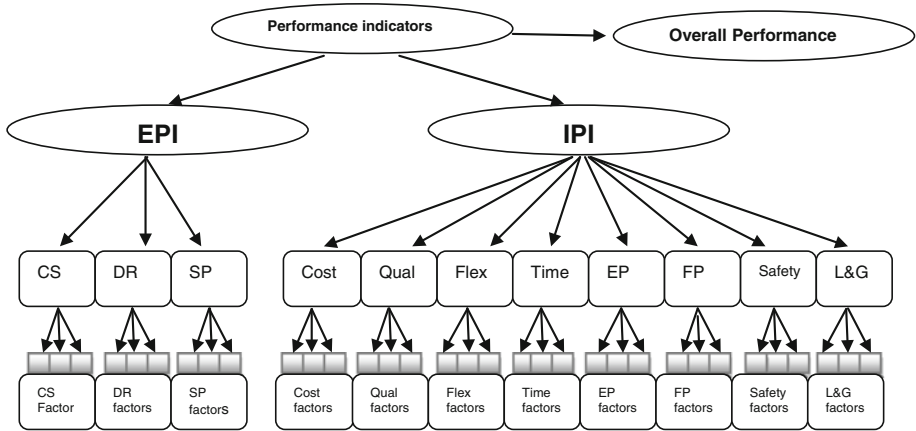 Performance indicators
Overall Performance
EPI
IPI
CS
DR
SP
Cost
Qual
Flex
Time
EP
FP
Safety
L&G
CS
Factor
DR
factors
SP
factors
Cost
factors
Qual
factors
Flex
factors
Time
factors
EP
factors
FP
factors
Safety
factors
L&G
factors